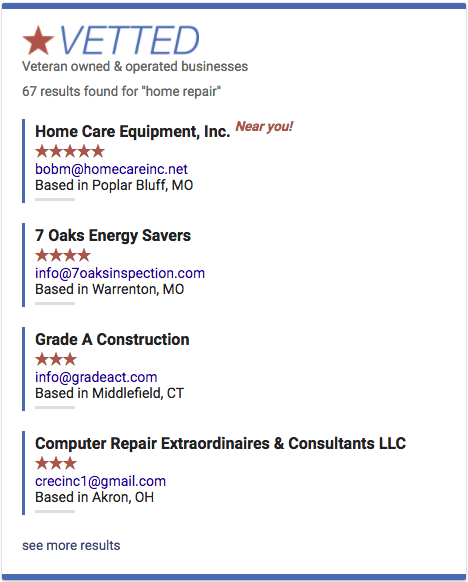 VETTED
Veteran owned & operated businesses
67 results found for "home repair"
Home Care Equipment, Inc. Near you!
bobm@homecareinc.net
Based in Poplar Bluff, MO
7 Oaks Energy Savers
info@7oaksinspection.com
Based in Warrenton, MO
Grade A Construction
info@gradeact.com
Based in Middlefield, CT
Computer Repair Extraordinaires & Consultants LLC
crecinc1@gmail.com
Based in Akron, OH
see more results